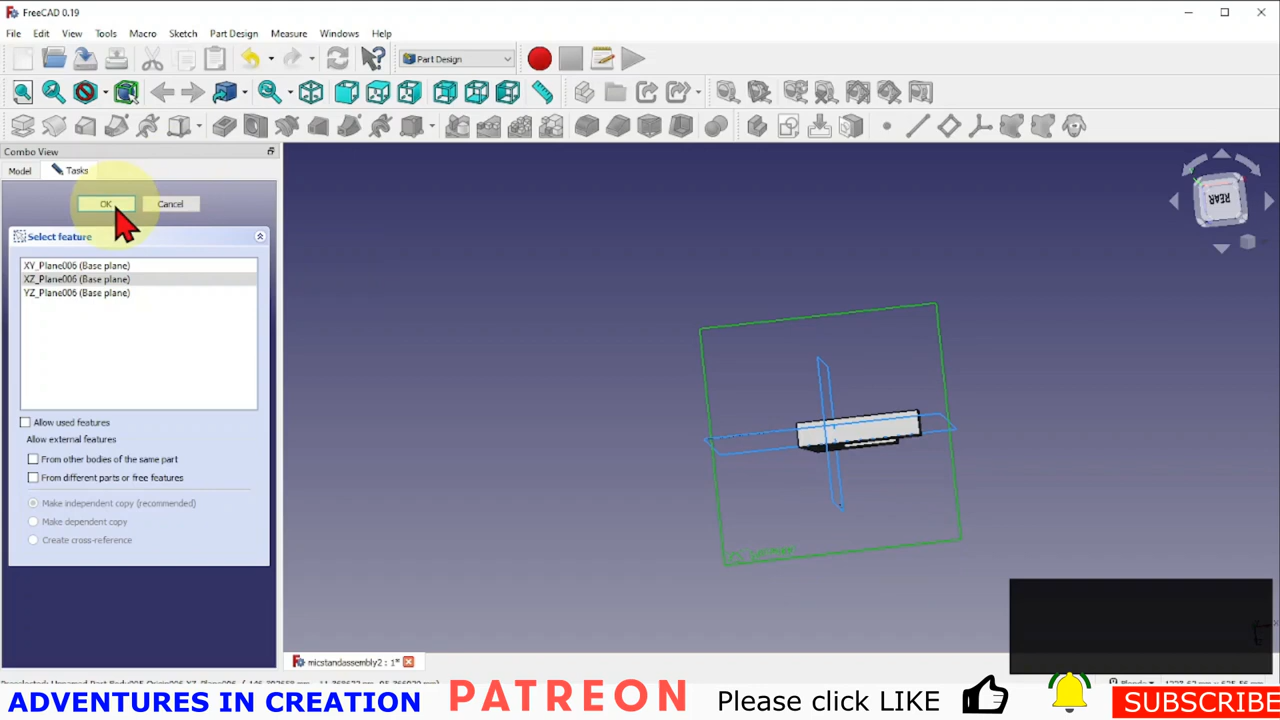 FreeCAD 0.19
File Edit View Tools Macro Sketch Part Design Measure Windows Help
Part Design
Combo View
Model Tasks
OK Cancel
Select feature
XY_Plane006 (Base plane)
XZ_Plane006 (Base plane)
YZ_Plane006 (Base plane)
Allow used features
Allow external features
From other bodies of the same part
From different parts or free features
Make independent copy (recommended)
Make dependent copy
Create cross-reference
REAR
micstandassembly2 : 1*
ADVENTURES IN CREATION PATREON Please click LIKE SUBSCRIBE